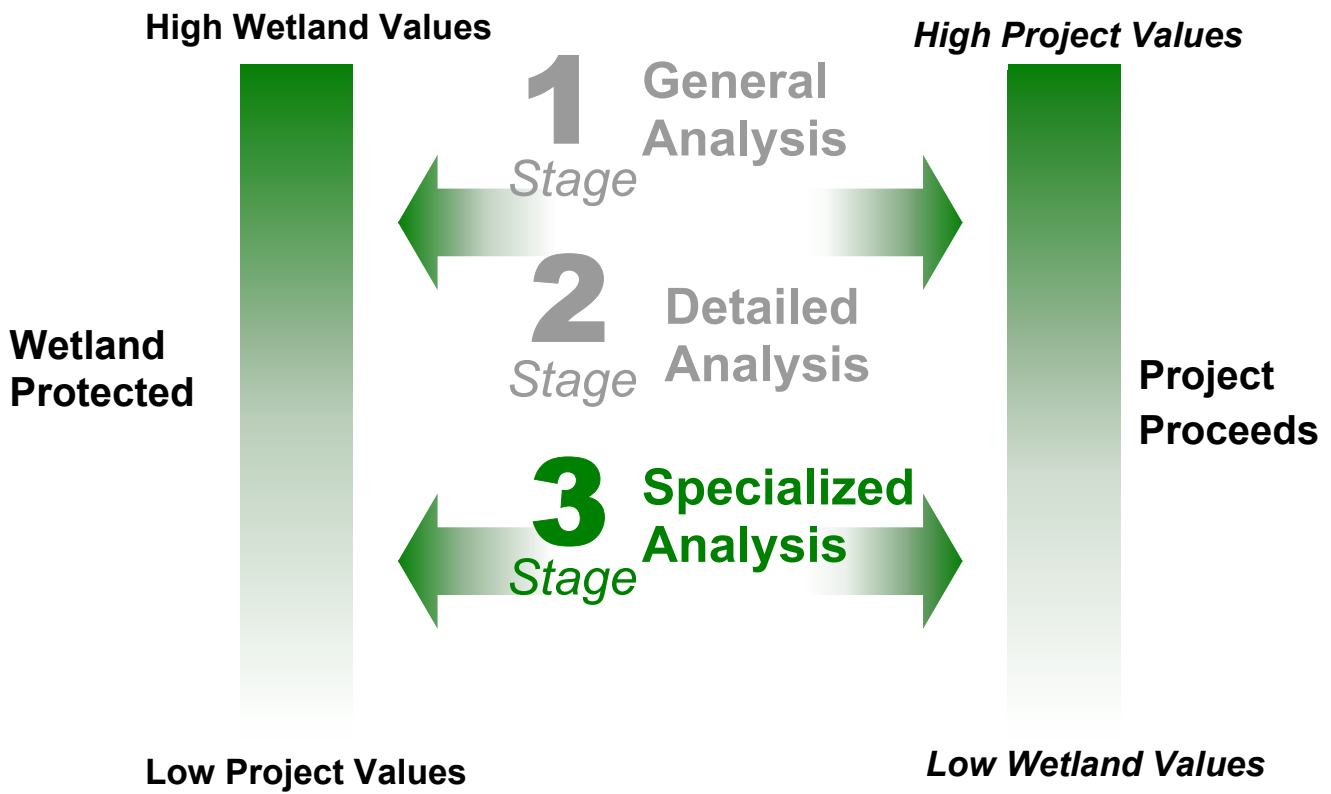 High Wetland Values
High Project Values
1
Stage
General
Analysis
2
Stage
Detailed
Analysis
Wetland
Protected
Project
Proceeds
3
Stage
Specialized
Analysis
Low Project Values
Low Wetland Values